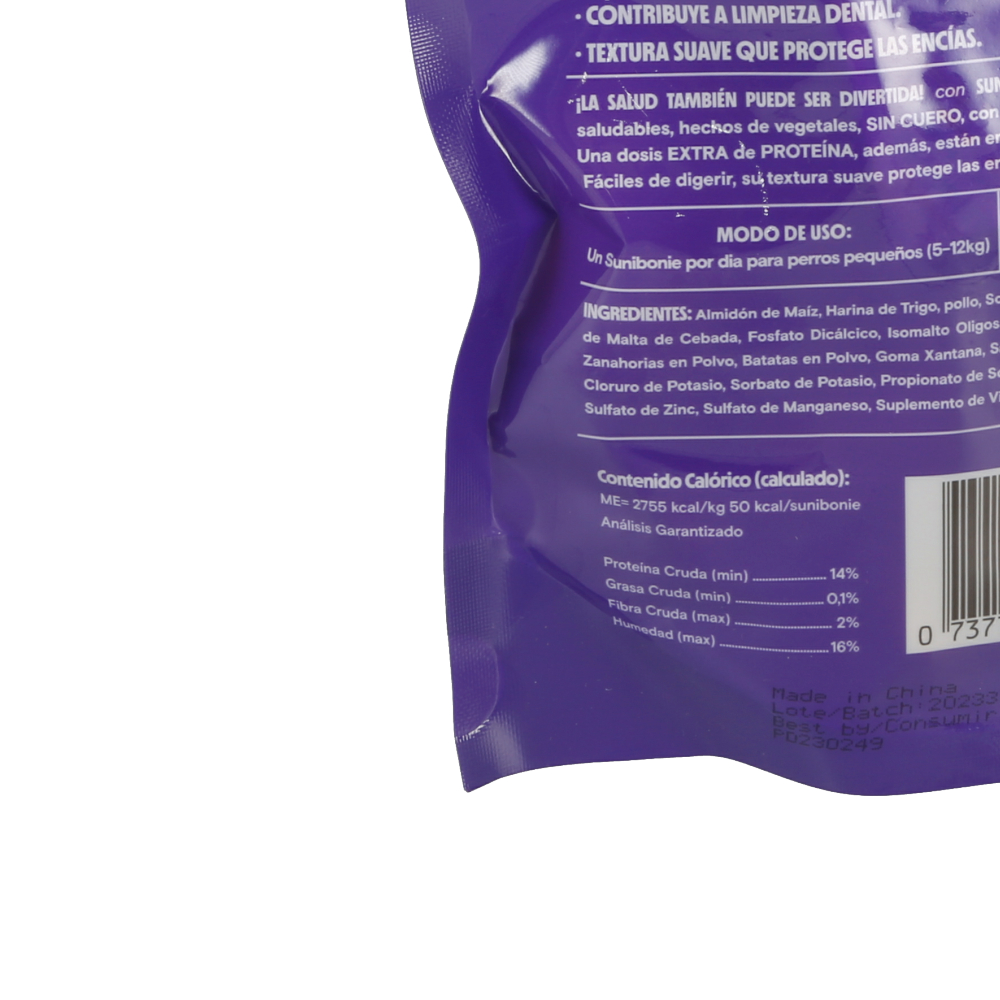 • CONTRIBUYE A LIMPIEZA DENTAL.
• TEXTURA SUAVE QUE PROTEGE LAS ENCÍAS.
¡LA SALUD TAMBIÉN PUEDE SER DIVERTIDA! con
saludables, hechos de vegetales, SIN CUERO, con
Una dosis EXTRA de PROTEÍNA, además, están
Fáciles de digerir, su textura suave protege las
MODO DE USO:
Un Sunibonie por dia para perros pequeños (5-12kg)
INGREDIENTES: Almidón de Maíz, Harina de Trigo, pollo,
de Malta de Cebada, Fosfato Dicálcico, Isomalto
Zanahorias en Polvo, Batatas en Polvo, Goma Xantana,
Cloruro de Potasio, Sorbato de Potasio, Propionato de
Sulfato de Zinc, Sulfato de Manganeso, Suplemento de
Contenido Calórico (calculado):
ME= 2755 kcal/kg 50 kcal/sunibonie
Análisis Garantizado
Proteina Cruda (min) 14%
Grasa Cruda (min) 0,1%
Fibra Cruda (max) 2%
Humedad (max) 16%
0 737
Made in China
Lote/Batch: 20233
Best by/Consumir
PD230249